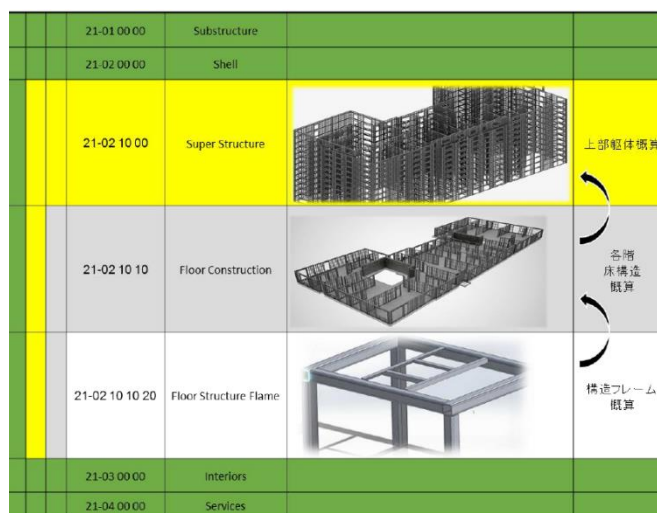 21-01 00 00 Substructure
21-02 00 00 Shell
21-02 10 00 Super Structure 上部躯体概算
21-02 10 10 Floor Construction 各階
床構造
概算
21-02 10 10 20 Floor Structure Flame 構造フレーム
概算
21-03 00 00 Interiors
21-04 00 00 Services